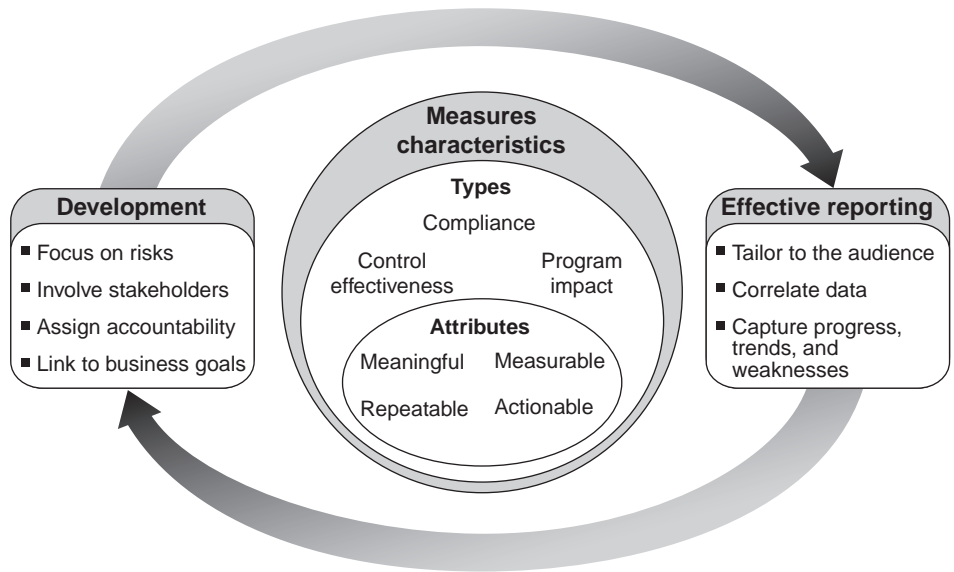 Measures
characteristics
Types
Compliance
Control
effectiveness
Program
impact
Attributes
Meaningful
Measurable
Repeatable
Actionable
Development
■ Focus on risks
■ Involve stakeholders
■ Assign accountability
■ Link to business goals
Effective reporting
■ Tailor to the audience
■ Correlate data
■ Capture progress,
trends, and
weaknesses